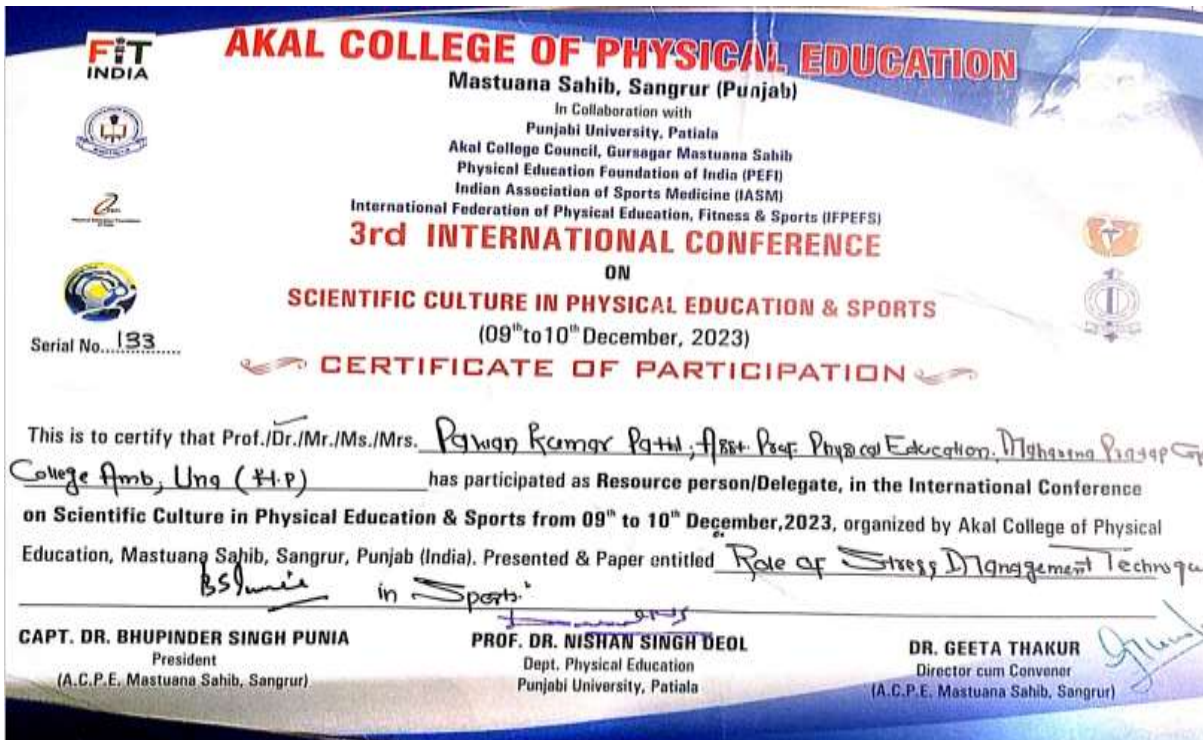 FiT
INDIA
AKAL COLLEGE OF PHYSICAL EDUCATION
Mastuana Sahib, Sangrur (Punjab)
In Collaboration with
Punjabi University, Patiala
Akal College Council, Gursagar Mastuana Sahib
Physical Education Foundation of India (PEFI)
Indian Association of Sports Medicine (IASM)
International Federation of Physical Education, Fitness & Sports (IFPEFS)
3rd INTERNATIONAL CONFERENCE
ON
SCIENTIFIC CULTURE IN PHYSICAL EDUCATION & SPORTS
(09th to 10th December, 2023)
Serial No....133
CERTIFICATE OF PARTICIPATION
This is to certify that Prof./Dr./Mr./Ms./Mrs. Pawan Kumar Asst. Prof. Physical Education, Maharana Pratap
College Amb, Una (H.P) has participated as Resource person/Delegate, in the International Conference
on Scientific Culture in Physical Education & Sports from 09th to 10th December,2023, organized by Akal College of Physical
Education, Mastuana Sahib, Sangrur, Punjab (India). Presented & Paper entitled Role of Stress Management
in Sports.
CAPT. DR. BHUPINDER SINGH PUNIA
President
(A.C.P.E. Mastuana Sahib, Sangrur)
PROF. DR. NISHAN SINGH DEOL
Dept. Physical Education
Punjabi University, Patiala
DR. GEETA THAKUR
Director cum Convener
(A.C.P.E. Mastuana Sahib, Sangrur)